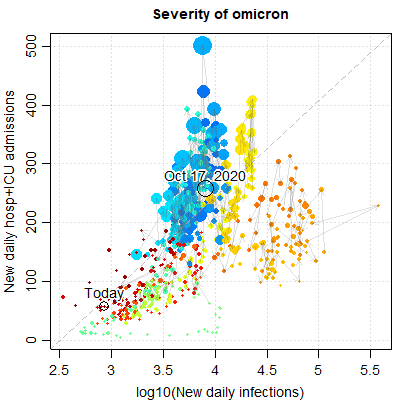 Severity of omicron
New daily hosp+ICU admissions
500
400
300
200
100
0
Oct 17, 2020
Today
2.5 3 3.5 4 4.5 5 5.5
log10(New daily infections)